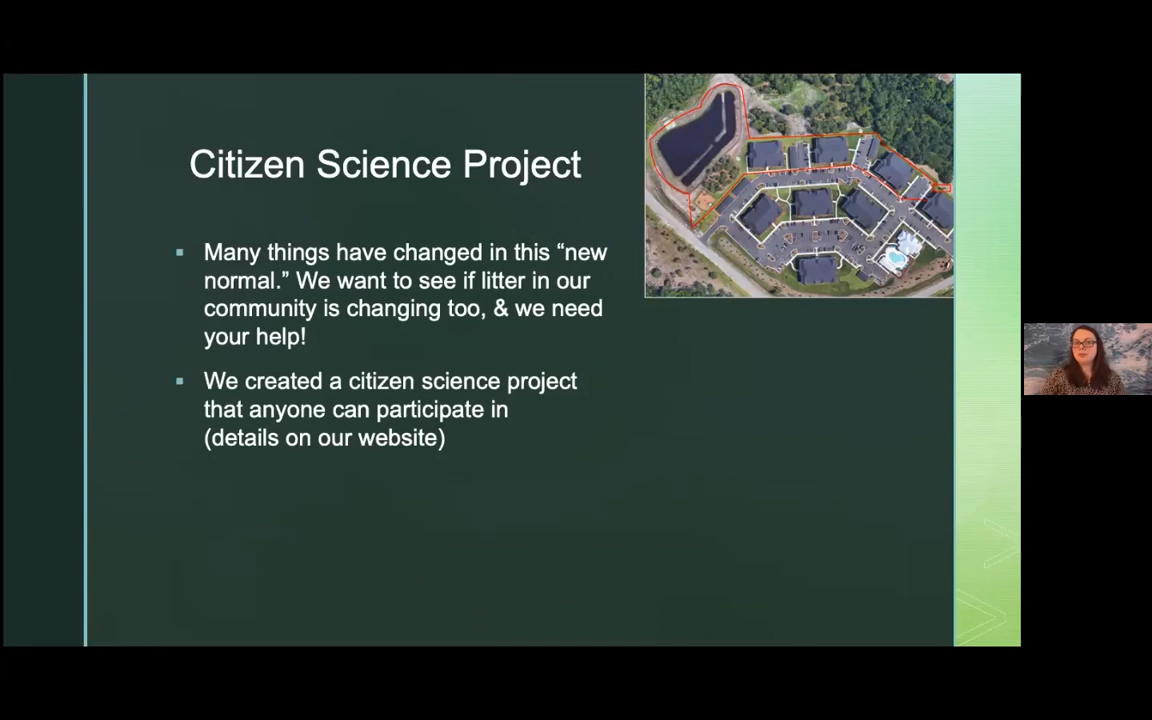 Citizen Science Project
▪ Many things have changed in this “new
normal.” We want to see if litter in our
community is changing too, & we need
your help!
▪ We created a citizen science project
that anyone can participate in
(details on our website)